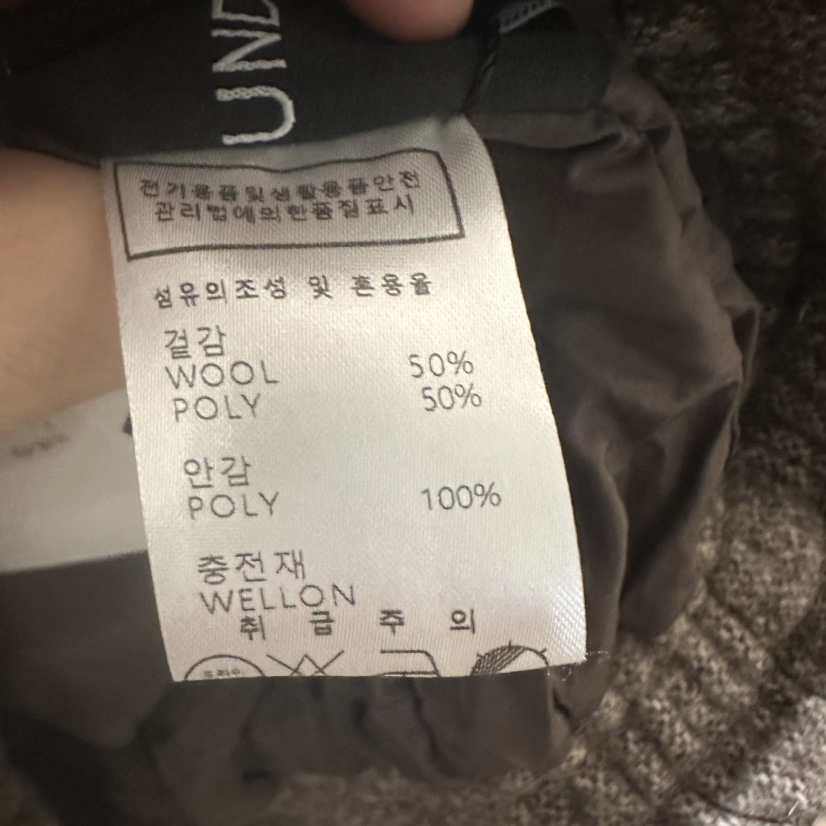 UND
전기용품및생활용품안전
관리법에의한품질표시
섬유의조성 및 혼용율
겉감
WOOL 50%
POLY 50%
안감
POLY 100%
충전재
WELLON
취 급 주 의